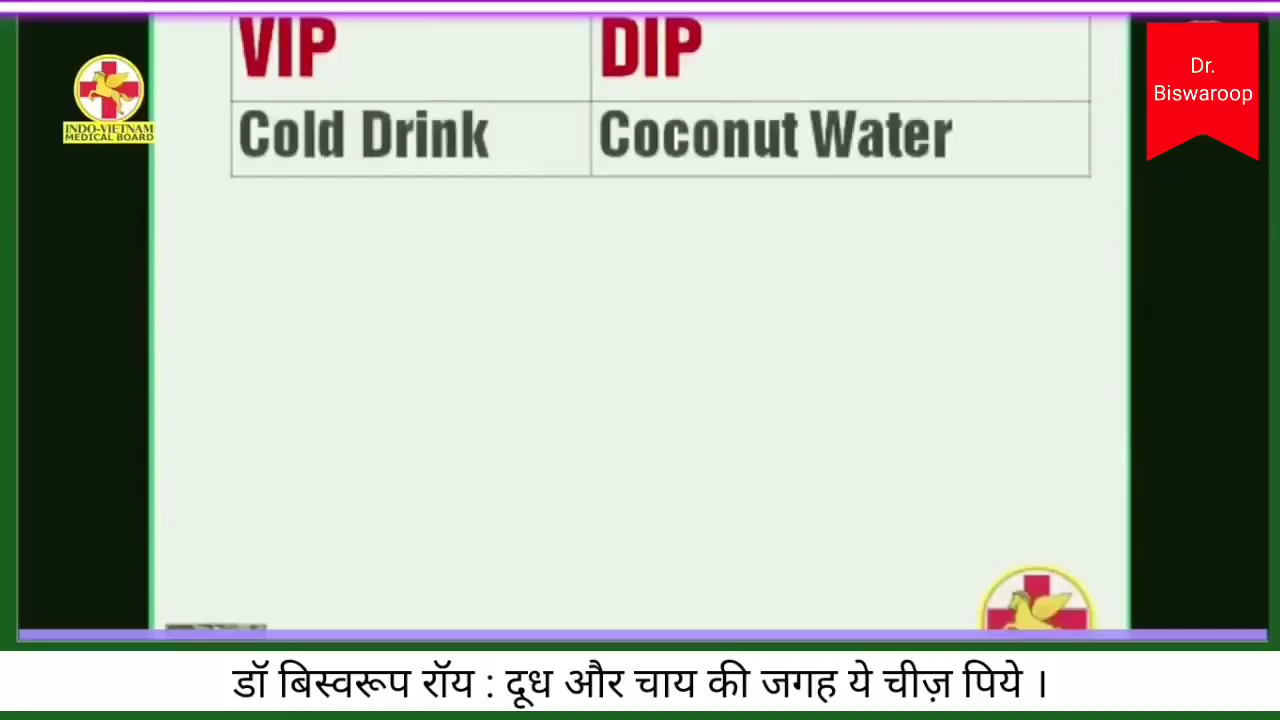 VIP DIP
Cold Drink Coconut Water
INDO-VIETNAM
MEDICAL BOARD
Dr.
Biswaroop
डॉ बिस्वरूप रॉय : दूध और चाय की जगह ये चीज़ पिये ।